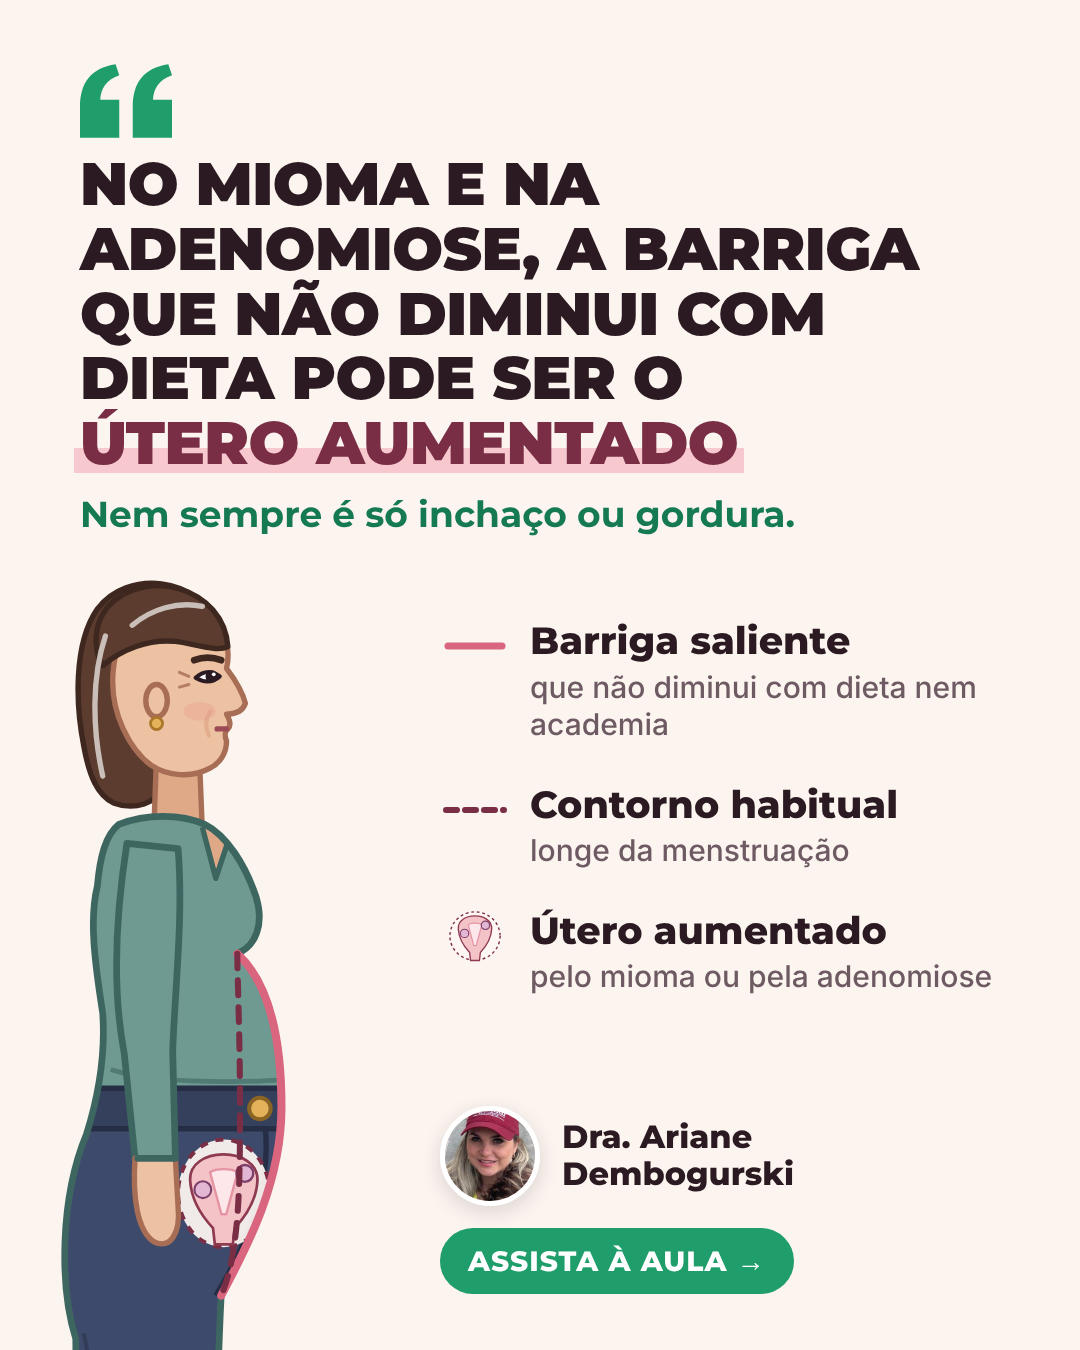 “
NO MIOMA E NA
ADENOMIOSE, A BARRIGA
QUE NÃO DIMINUI COM
DIETA PODE SER O
ÚTERO AUMENTADO
Nem sempre é só inchaço ou gordura.
Barriga saliente
que não diminui com dieta nem
academia
Contorno habitual
longe da menstruação
Útero aumentado
pelo mioma ou pela adenomiose
Dra. Ariane
Dembogurski
ASSISTA À AULA →